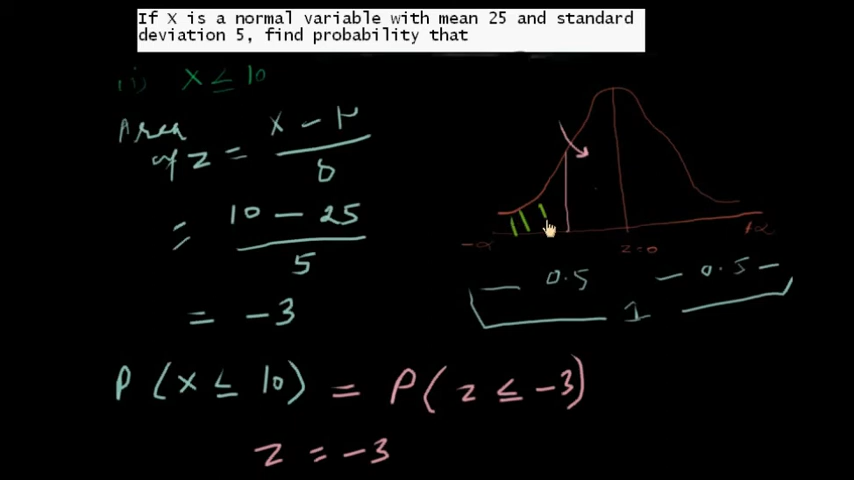 If X is a normal variable with mean 25 and standard
deviation 5, find probability that
ii) X ≤ 10
Area of z = (x - μ) / σ
= (10 - 25) / 5
= -3
P (x ≤ 10) = P( z ≤ -3)
z = -3
-α z=0 +α
0.5 0.5
1